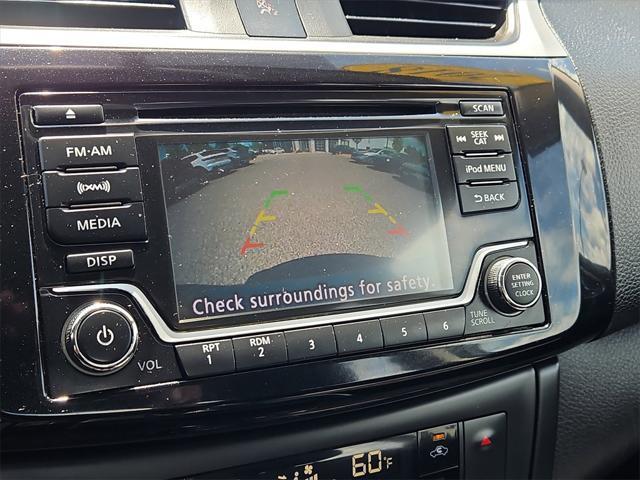 SCAN
FM·AM
SEEK
CAT
XM
iPod MENU
MEDIA
BACK
DISP
ENTER
SETTING
CLOCK
Check surroundings for safety.
TUNE
SCROLL
VOL
RPT
1
RDM
2
3
4
5
6
60°F